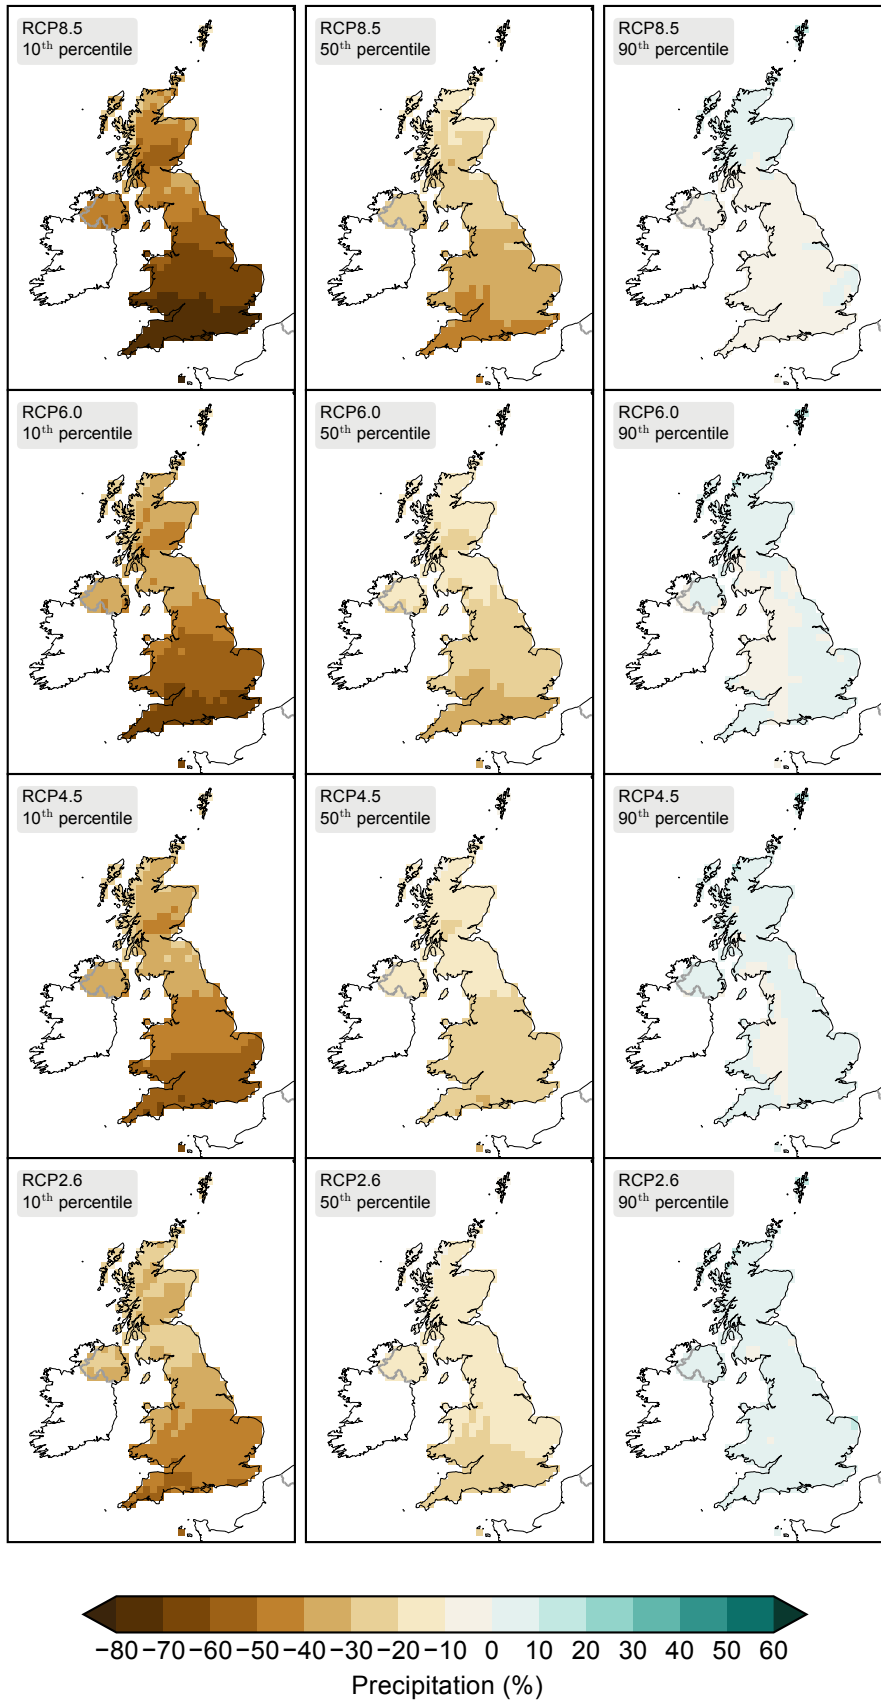 RCP8.5
10th percentile
RCP8.5
50th percentile
RCP8.5
90th percentile
RCP6.0
10th percentile
RCP6.0
50th percentile
RCP6.0
90th percentile
RCP4.5
10th percentile
RCP4.5
50th percentile
RCP4.5
90th percentile
RCP2.6
10th percentile
RCP2.6
50th percentile
RCP2.6
90th percentile
−80 −70 −60 −50 −40 −30 −20 −10 0 10 20 30 40 50 60
Precipitation (%)